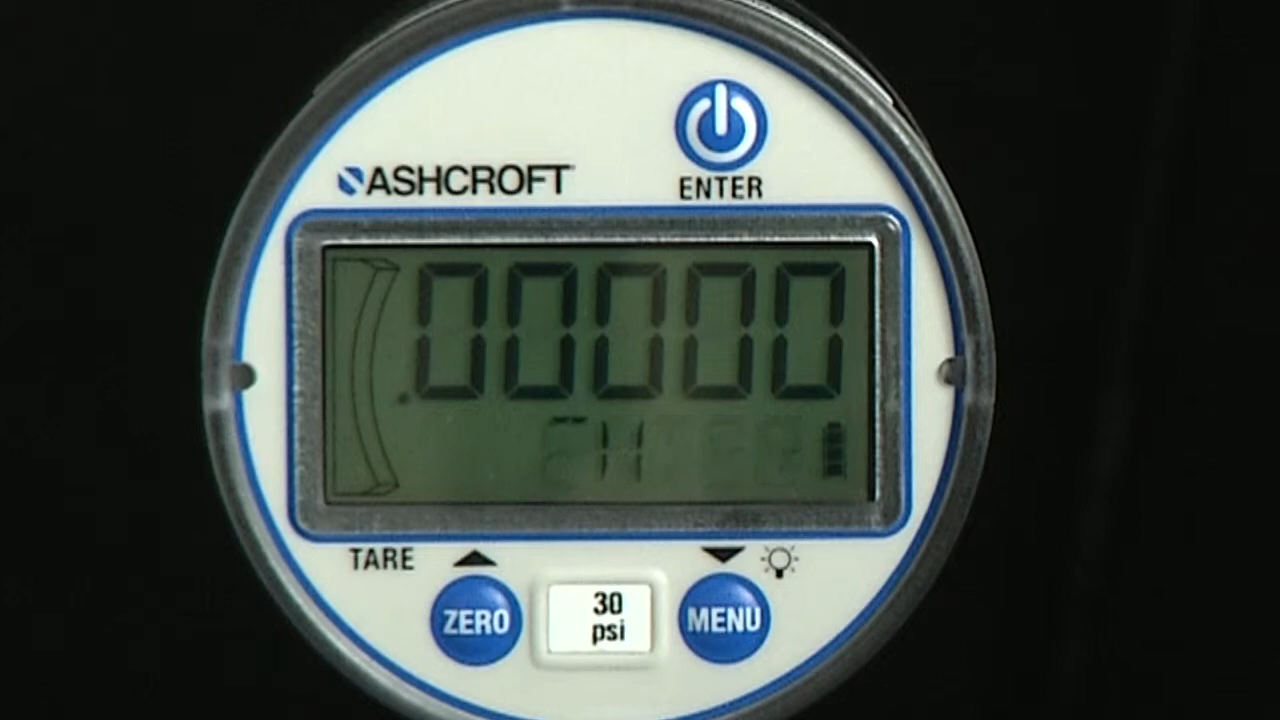 ASHCROFT
ENTER
.00000
TARE
ZERO
30
psi
MENU